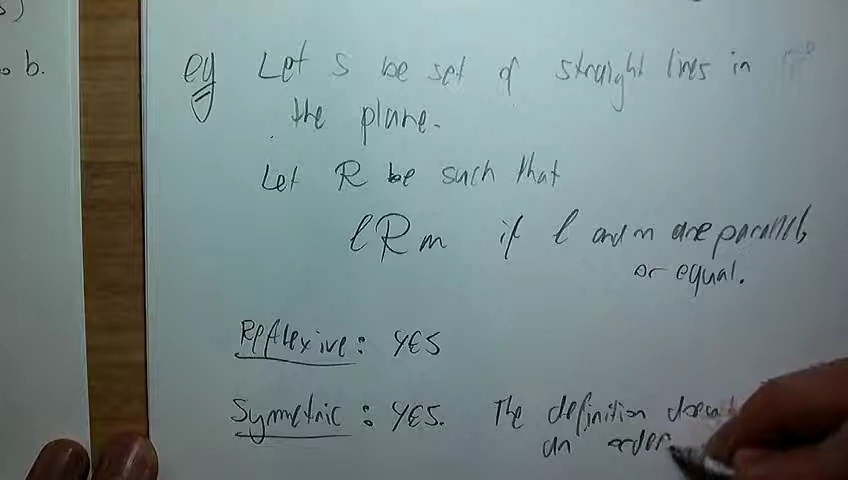 o b.
eg Let S be set of straight lines in
the plane.
Let R be such that
l R m if l and m are parallel,
or equal.
Reflexive: YES
Symmetric: YES. The definition doesn't
an order